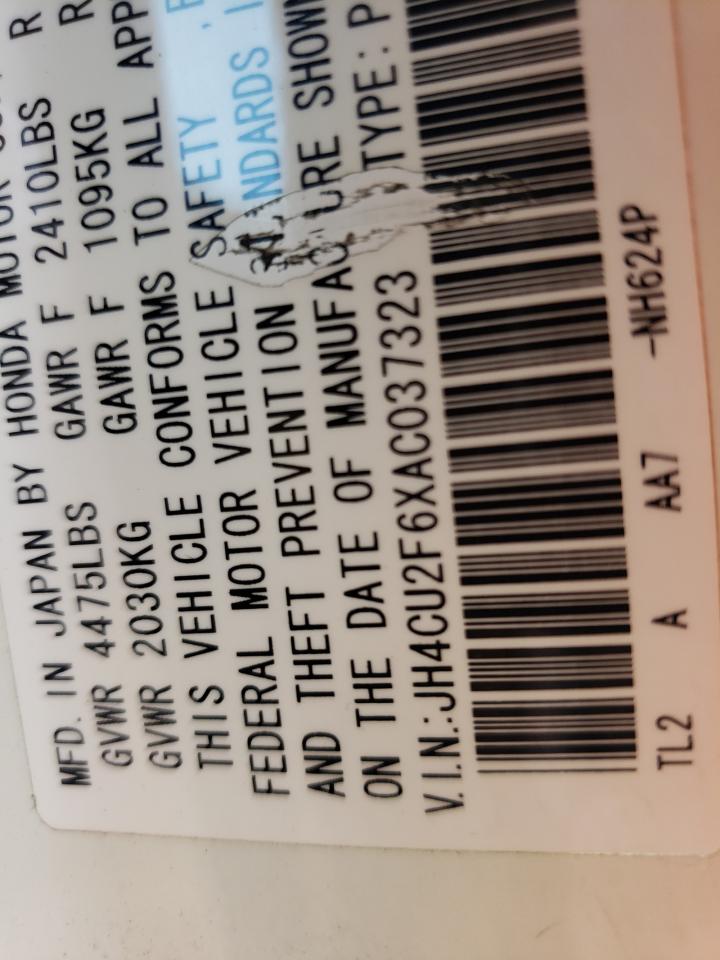 MFD. IN JAPAN BY HONDA MOTOR
GVWR 4475LBS GAWR F 2410LBS R
GVWR 2030KG GAWR F 1095KG R
THIS VEHICLE CONFORMS TO ALL APP
FEDERAL MOTOR VEHICLE SAFETY
AND THEFT PREVENTION NDARDS
ON THE DATE OF MANUFACURE SHOWN
V.I.N.:JH4CU2F6XAC037323 TYPE: P
TL2 A AA7 -NH624P